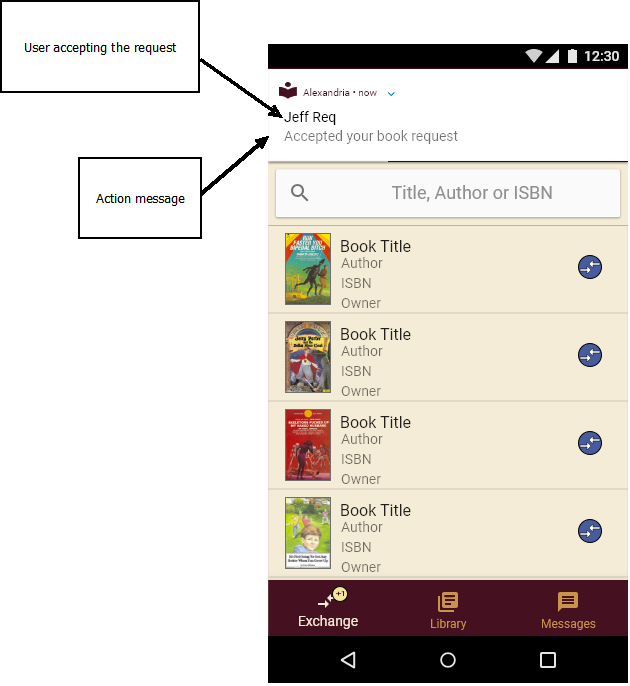 User accepting the request
Action message
12:30
Alexandria • now
Jeff Req
Accepted your book request
Title, Author or ISBN
Book Title
Author
ISBN
Owner
Book Title
Author
ISBN
Owner
Book Title
Author
ISBN
Owner
Book Title
Author
ISBN
Owner
+1
Exchange
Library
Messages